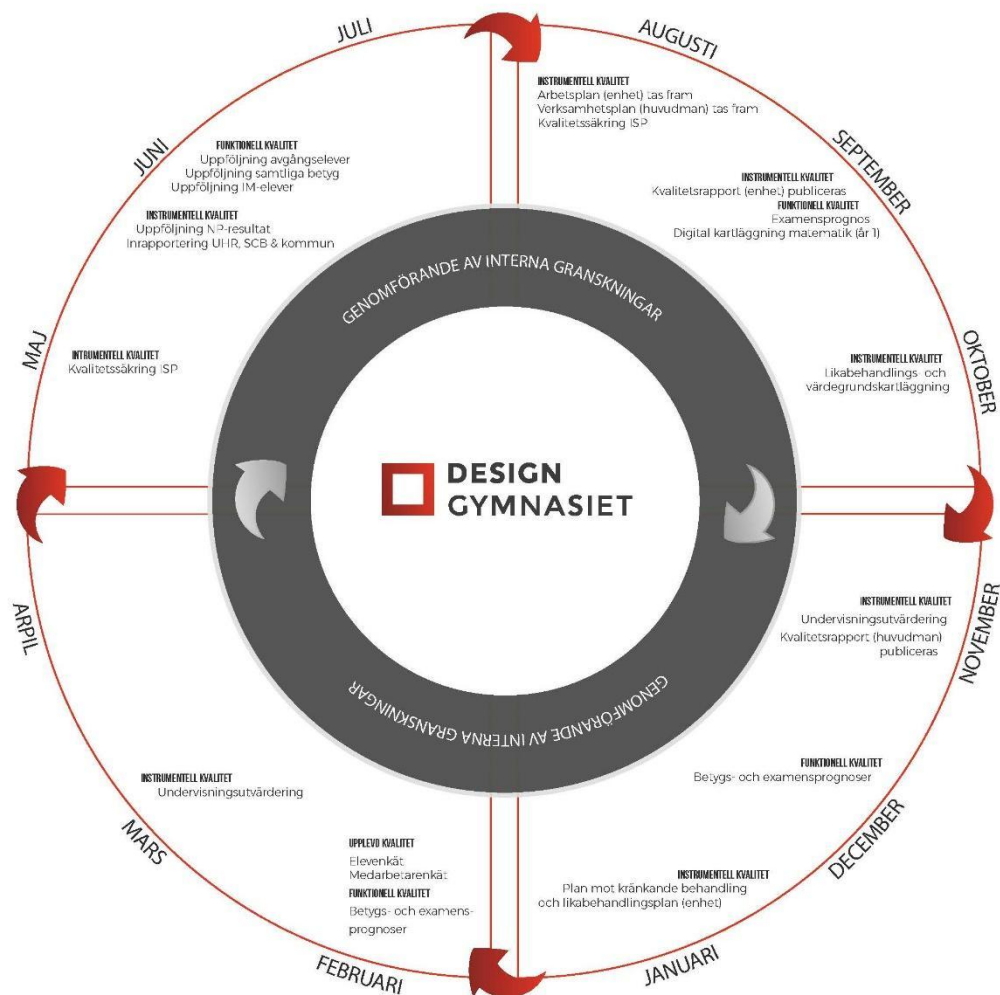 JULI
AUGUSTI
INSTRUMENTELL KVALITET
Arbetsplan (enhet) tas fram
Verksamhetsplan (huvudman) tas fram
Kvalitetssäkring ISP
SEPTEMBER
INSTRUMENTELL KVALITET
Kvalitetsrapport (enhet) publiceras
FUNKTIONELL KVALITET
Examensprognos
Digital kartläggning matematik (år 1)
OKTOBER
INSTRUMENTELL KVALITET
Likabehandlings- och
värdegrundskartläggning
NOVEMBER
INSTRUMENTELL KVALITET
Undervisningsutvärdering
Kvalitetsrapport (huvudman)
publiceras
DECEMBER
FUNKTIONELL KVALITET
Betygs- och examensprognoser
JANUARI
INSTRUMENTELL KVALITET
Plan mot kränkande behandling
och likabehandlingsplan (enhet)
FEBRUARI
UPPLEVD KVALITET
Elevenkät
Medarbetarenkät
FUNKTIONELL KVALITET
Betygs- och examens-
prognoser
MARS
INSTRUMENTELL KVALITET
Undervisningsutvärdering
ARPIL
MAJ
INTRUMENTELL KVALITET
Kvalitetssäkring ISP
JUNI
FUNKTIONELL KVALITET
Uppföljning avgångselever
Uppföljning samtliga betyg
Uppföljning IM-elever
INSTRUMENTELL KVALITET
Uppföljning NP-resultat
Inrapportering UHR, SCB & kommun
GENOMFÖRANDE AV INTERNA GRANSKNINGAR
DESIGN
GYMNASIET
GENOMFÖRANDE AV INTERNA GRANSKNINGAR